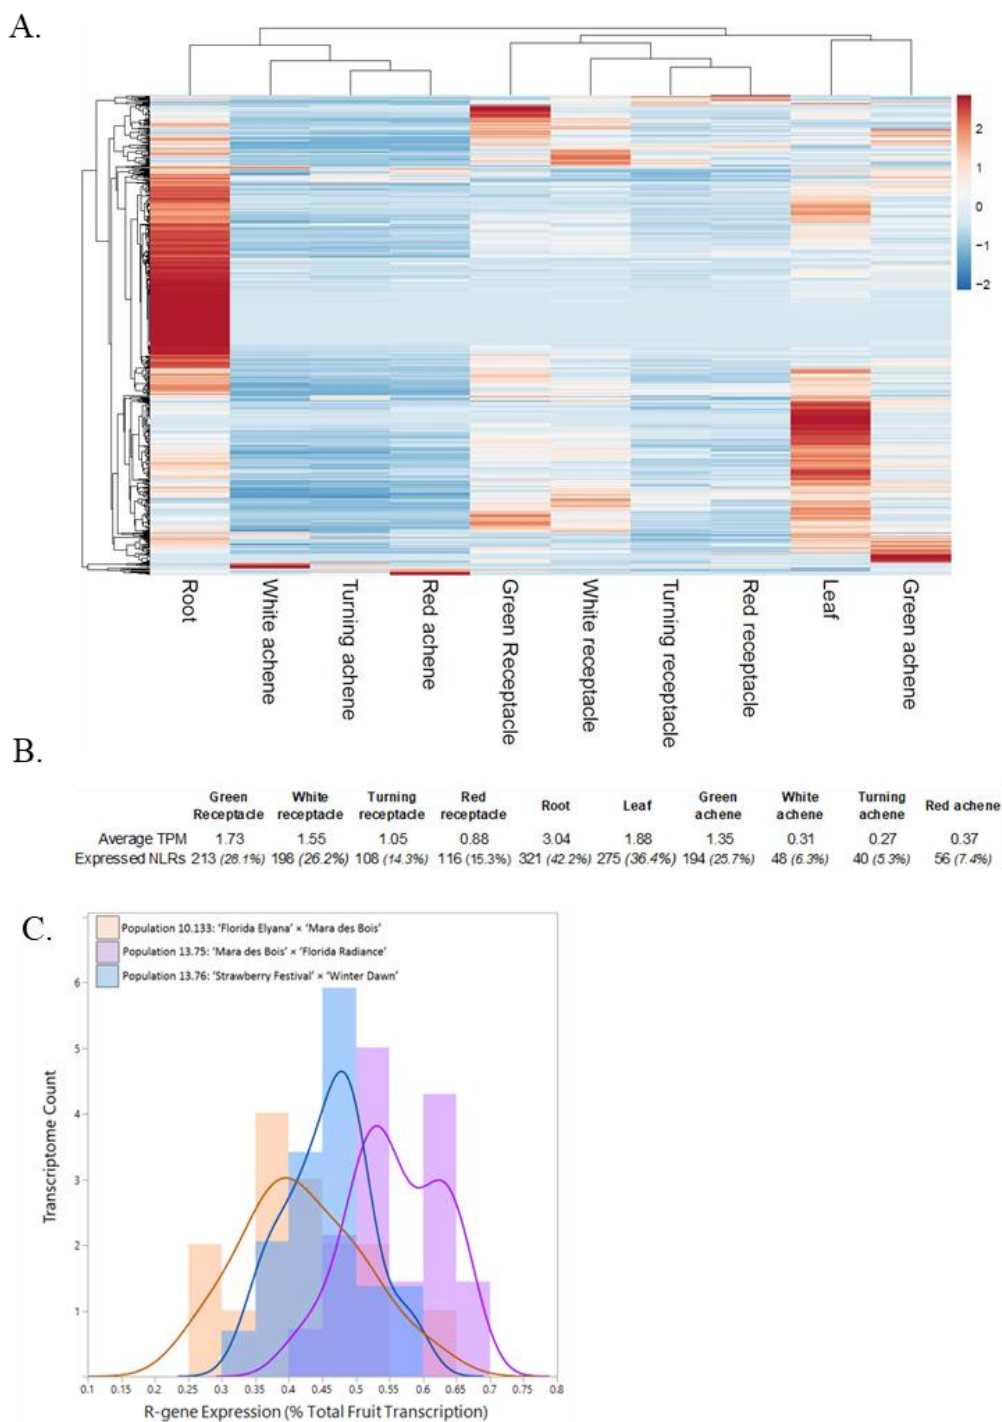 A.
2
1
0
−1
−2
Root
White achene
Turning achene
Red achene
Green Receptacle
White receptacle
Turning receptacle
Red receptacle
Leaf
Green achene
B.
Green Receptacle White receptacle Turning receptacle Red receptacle Root Leaf Green achene White achene Turning achene Red achene
Average TPM 1.73 1.55 1.05 0.88 3.04 1.88 1.35 0.31 0.27 0.37
Expressed NLRs 213 (28.1%) 198 (26.2%) 108 (14.3%) 116 (15.3%) 321 (42.2%) 275 (36.4%) 194 (25.7%) 48 (6.3%) 40 (5.3%) 56 (7.4%)
C.
Population 10.133: 'Florida Elyana' × 'Mara des Bois'
Population 13.75: 'Mara des Bois' × 'Florida Radiance'
Population 13.76: 'Strawberry Festival' × 'Winter Dawn'
6
5
4
3
2
1
Transcriptome Count
0.1 0.15 0.2 0.25 0.3 0.35 0.4 0.45 0.5 0.55 0.6 0.65 0.7 0.75 0.8
R-gene Expression (% Total Fruit Transcription)